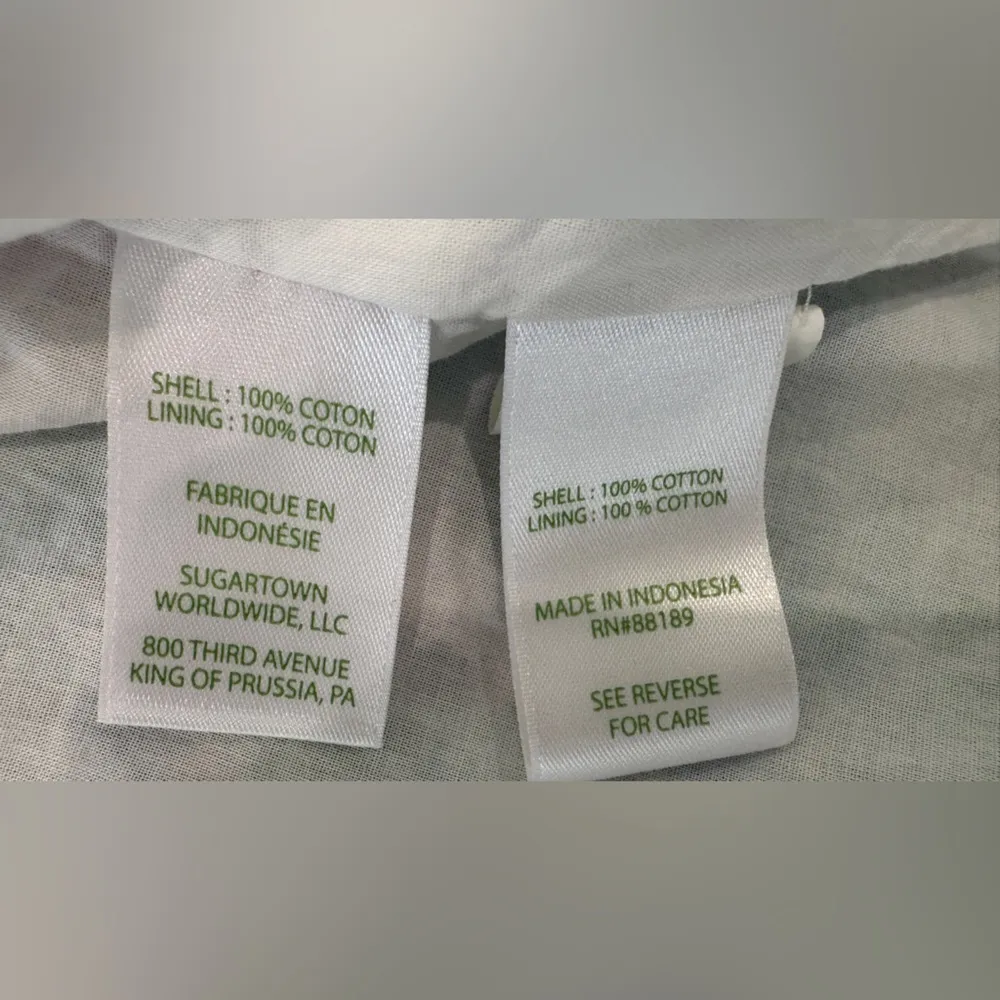 SHELL : 100% COTON
LINING : 100% COTON
FABRIQUE EN
INDONÉSIE
SUGARTOWN
WORLDWIDE, LLC
800 THIRD AVENUE
KING OF PRUSSIA, PA
SHELL : 100% COTTON
LINING : 100 % COTTON
MADE IN INDONESIA
RN#88189
SEE REVERSE
FOR CARE